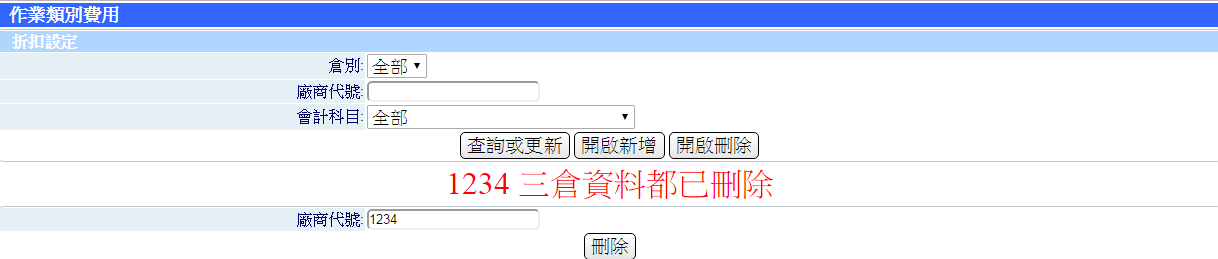 作業類別費用
折扣設定
倉別: 全部
廠商代號:
會計科目: 全部
查詢或更新 開啟新增 開啟刪除
1234 三倉資料都已刪除
廠商代號: 1234
刪除